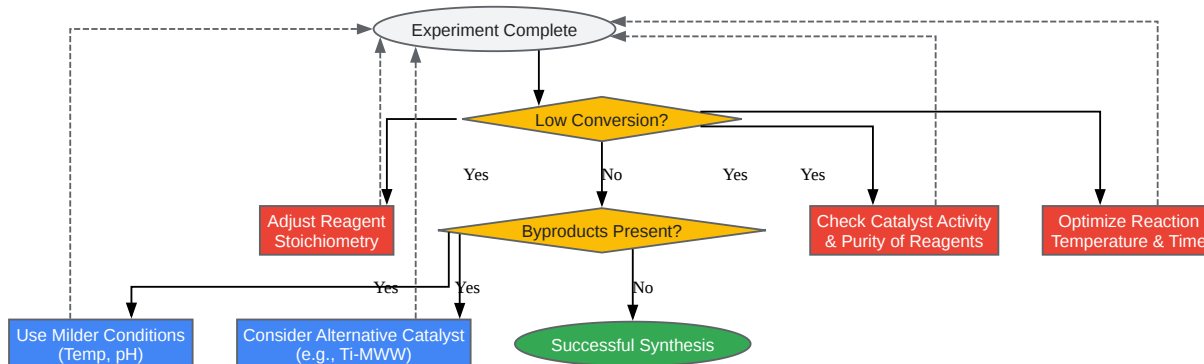 Experiment Complete
Low Conversion?
Yes
No
Yes
Yes
Adjust Reagent
Stoichiometry
Byproducts Present?
Check Catalyst Activity
& Purity of Reagents
Optimize Reaction
Temperature & Time
Yes
Yes
No
Use Milder Conditions
(Temp, pH)
Consider Alternative Catalyst
(e.g., Ti-MWW)
Successful Synthesis